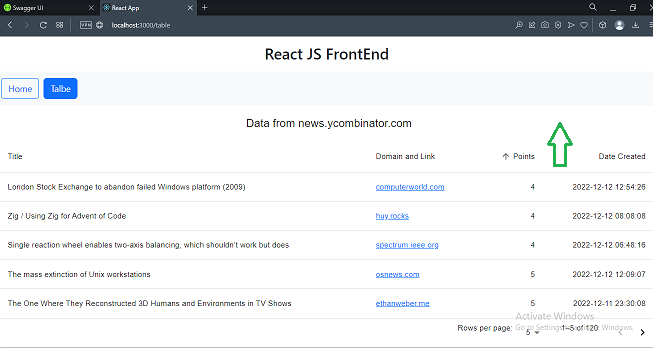 Swagger UI
React App
VPN
localhost:3000/table
React JS FrontEnd
Home
Talbe
Data from news.ycombinator.com
Title Domain and Link Points Date Created
London Stock Exchange to abandon failed Windows platform (2009) computerworld.com 4 2022-12-12 12:54:26
Zig / Using Zig for Advent of Code huy.rocks 4 2022-12-12 08:08:08
Single reaction wheel enables two-axis balancing, which shouldn't work but does spectrum.ieee.org 4 2022-12-12 06:48:16
The mass extinction of Unix workstations osnews.com 5 2022-12-12 12:09:07
The One Where They Reconstructed 3D Humans and Environments in TV Shows ethanweber.me 5 2022-12-11 23:30:08
Activate Windows
Rows per page: 5 1–5 of 120
Go to Settings Windows.